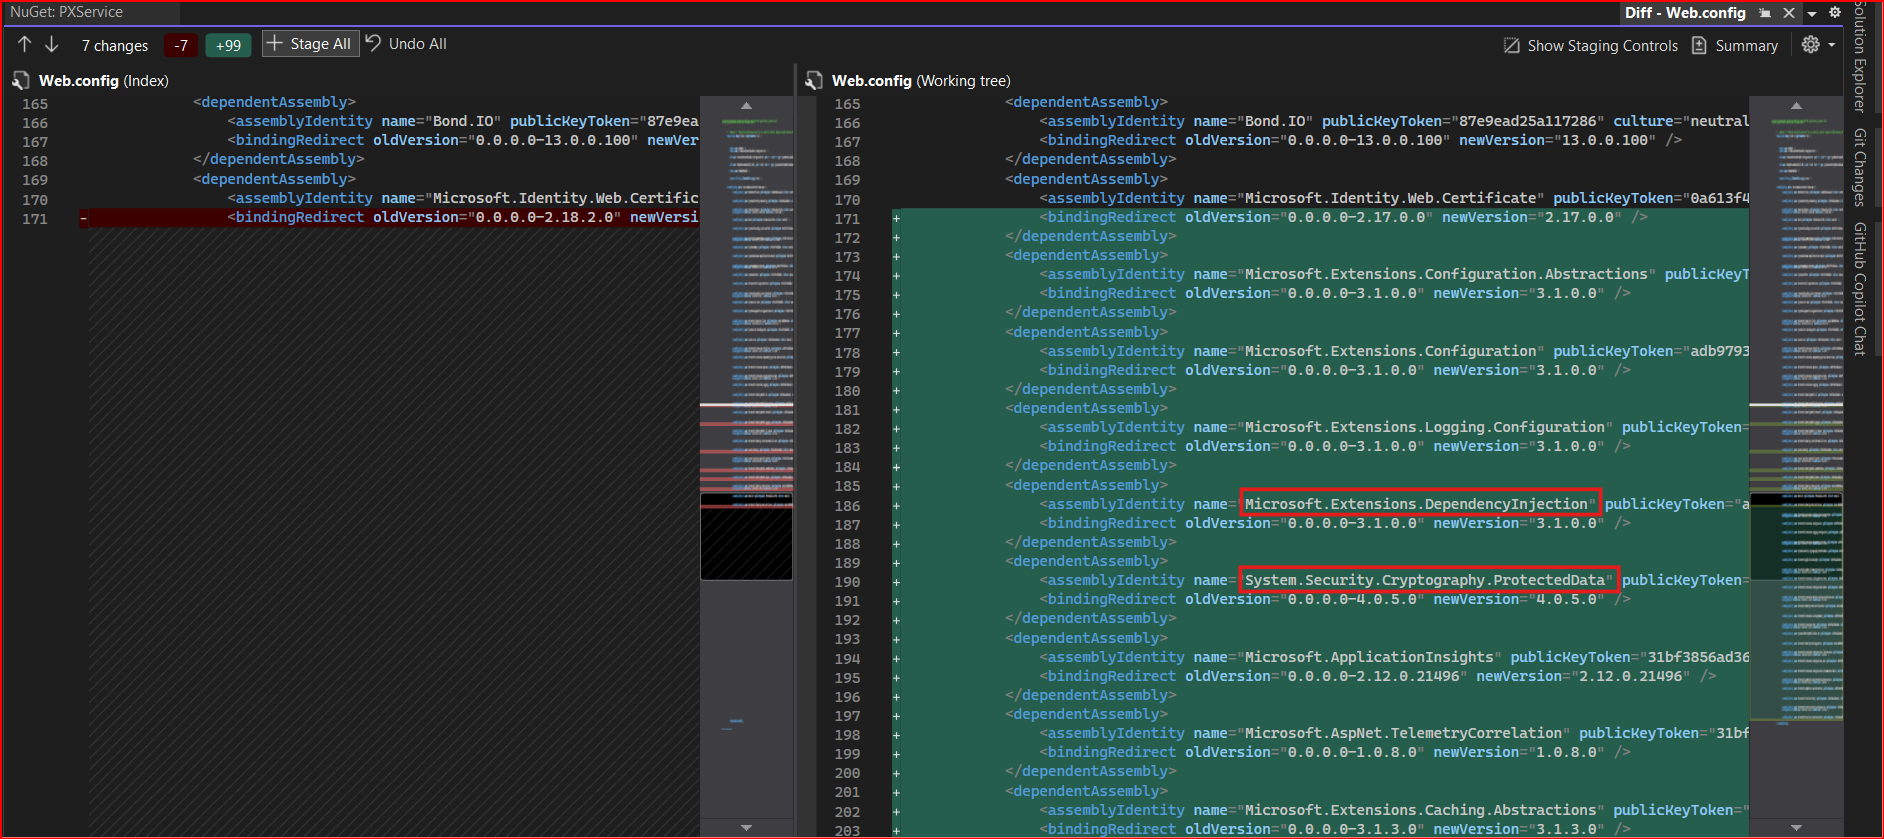 NuGet: PXService
Diff - Web.config
7 changes -7 +99 Stage All Undo All
Show Staging Controls Summary
Web.config (Index)
165 <dependentAssembly>
166 <assemblyIdentity name="Bond.IO" publicKeyToken="87e9ea
167 <bindingRedirect oldVersion="0.0.0.0-13.0.0.100" newVer
168 </dependentAssembly>
169 <dependentAssembly>
170 <assemblyIdentity name="Microsoft.Identity.Web.Certific
171 - <bindingRedirect oldVersion="0.0.0.0-2.18.2.0" newVersi
Web.config (Working tree)
165 <dependentAssembly>
166 <assemblyIdentity name="Bond.IO" publicKeyToken="87e9ead25a117286" culture="neutral
167 <bindingRedirect oldVersion="0.0.0.0-13.0.0.100" newVersion="13.0.0.100" />
168 </dependentAssembly>
169 <dependentAssembly>
170 <assemblyIdentity name="Microsoft.Identity.Web.Certificate" publicKeyToken="0a613f4
171 + <bindingRedirect oldVersion="0.0.0.0-2.17.0.0" newVersion="2.17.0.0" />
172 + </dependentAssembly>
173 + <dependentAssembly>
174 + <assemblyIdentity name="Microsoft.Extensions.Configuration.Abstractions" publicKeyT
175 + <bindingRedirect oldVersion="0.0.0.0-3.1.0.0" newVersion="3.1.0.0" />
176 + </dependentAssembly>
177 + <dependentAssembly>
178 + <assemblyIdentity name="Microsoft.Extensions.Configuration" publicKeyToken="adb9793
179 + <bindingRedirect oldVersion="0.0.0.0-3.1.0.0" newVersion="3.1.0.0" />
180 + </dependentAssembly>
181 + <dependentAssembly>
182 + <assemblyIdentity name="Microsoft.Extensions.Logging.Configuration" publicKeyToken=
183 + <bindingRedirect oldVersion="0.0.0.0-3.1.0.0" newVersion="3.1.0.0" />
184 + </dependentAssembly>
185 + <dependentAssembly>
186 + <assemblyIdentity name="Microsoft.Extensions.DependencyInjection" publicKeyToken="a
187 + <bindingRedirect oldVersion="0.0.0.0-3.1.0.0" newVersion="3.1.0.0" />
188 + </dependentAssembly>
189 + <dependentAssembly>
190 + <assemblyIdentity name="System.Security.Cryptography.ProtectedData" publicKeyToken=
191 + <bindingRedirect oldVersion="0.0.0.0-4.0.5.0" newVersion="4.0.5.0" />
192 + </dependentAssembly>
193 + <dependentAssembly>
194 + <assemblyIdentity name="Microsoft.ApplicationInsights" publicKeyToken="31bf3856ad36
195 + <bindingRedirect oldVersion="0.0.0.0-2.12.0.21496" newVersion="2.12.0.21496" />
196 + </dependentAssembly>
197 + <dependentAssembly>
198 + <assemblyIdentity name="Microsoft.AspNet.TelemetryCorrelation" publicKeyToken="31bf
199 + <bindingRedirect oldVersion="0.0.0.0-1.0.8.0" newVersion="1.0.8.0" />
200 + </dependentAssembly>
201 + <dependentAssembly>
202 + <assemblyIdentity name="Microsoft.Extensions.Caching.Abstractions" publicKeyToken="
203 + <bindingRedirect oldVersion="0.0.0.0-3.1.3.0" newVersion="3.1.3.0" />
Solution Explorer
Git Changes
GitHub Copilot Chat